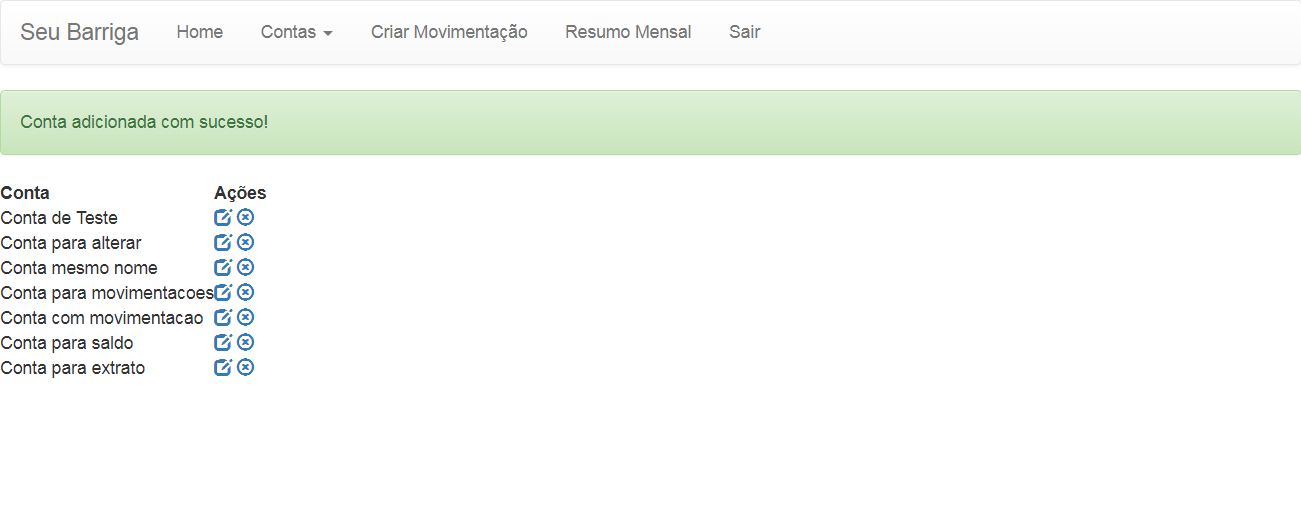 Seu Barriga Home Contas Criar Movimentação Resumo Mensal Sair
Conta adicionada com sucesso!
Conta Ações
Conta de Teste
Conta para alterar
Conta mesmo nome
Conta para movimentacoes
Conta com movimentacao
Conta para saldo
Conta para extrato